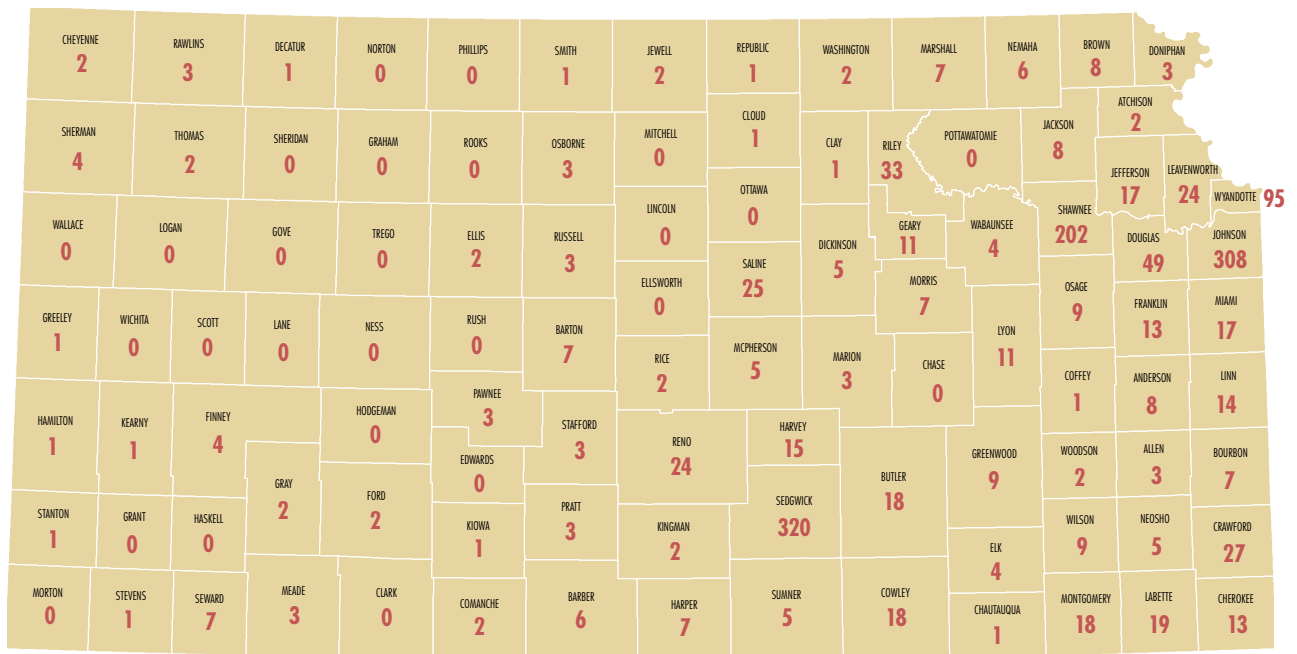 CHEYENNE
2
RAWLINS
3
DECATUR
1
NORTON
0
PHILLIPS
0
SMITH
1
JEWELL
2
REPUBLIC
1
WASHINGTON
2
MARSHALL
7
NEMAHA
6
BROWN
8
DONIPHAN
3
ATCHISON
2
SHERMAN
4
THOMAS
2
SHERIDAN
0
GRAHAM
0
ROOKS
0
OSBORNE
3
MITCHELL
0
CLOUD
1
CLAY
1
RILEY
33
POTTAWATOMIE
0
JACKSON
8
JEFFERSON
17
LEAVENWORTH
24
WYANDOTTE 95
WALLACE
0
LOGAN
0
GOVE
0
TREGO
0
ELLIS
2
RUSSELL
3
LINCOLN
0
OTTAWA
0
DICKINSON
5
GEARY
11
WABAUNSEE
4
SHAWNEE
202
DOUGLAS
49
JOHNSON
308
ELLSWORTH
0
SALINE
25
MORRIS
7
OSAGE
9
FRANKLIN
13
MIAMI
17
GREELEY
1
WICHITA
0
SCOTT
0
LANE
0
NESS
0
RUSH
0
BARTON
7
RICE
2
MCPHERSON
5
MARION
3
CHASE
0
LYON
11
COFFEY
1
ANDERSON
8
LINN
14
HAMILTON
1
KEARNY
1
FINNEY
4
HODGEMAN
0
PAWNEE
3
STAFFORD
3
RENO
24
HARVEY
15
BUTLER
18
GREENWOOD
9
WOODSON
2
ALLEN
3
BOURBON
7
GRAY
2
FORD
2
EDWARDS
0
PRATT
3
KINGMAN
2
SEDGWICK
320
STANTON
1
GRANT
0
HASKELL
0
KIOWA
1
ELK
4
WILSON
9
NEOSHO
5
CRAWFORD
27
MORTON
0
STEVENS
1
SEWARD
7
MEADE
3
CLARK
0
COMANCHE
2
BARBER
6
HARPER
7
SUMNER
5
COWLEY
18
CHAUTAUQUA
1
MONTGOMERY
18
LABETTE
19
CHEROKEE
13